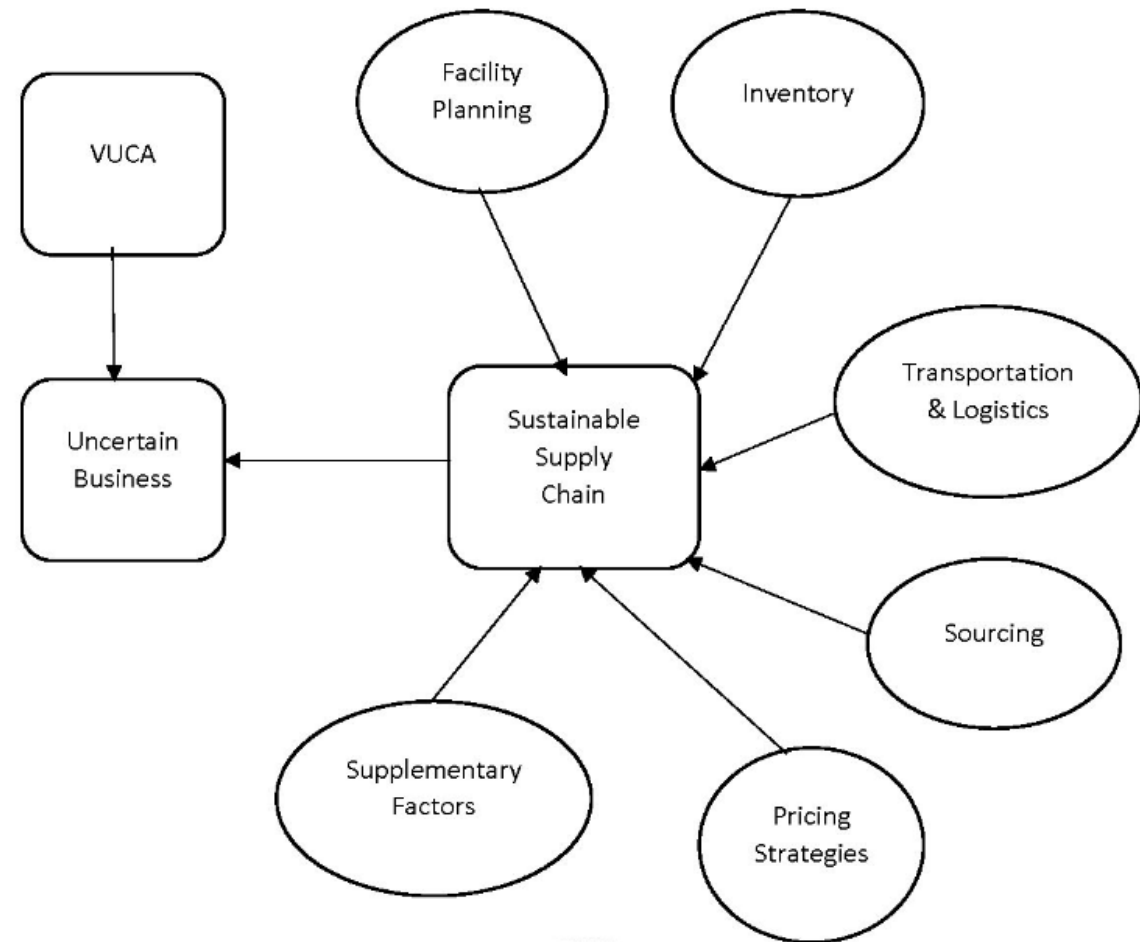 Facility
Planning
Inventory
VUCA
Transportation
& Logistics
Uncertain
Business
Sustainable
Supply
Chain
Sourcing
Supplementary
Factors
Pricing
Strategies